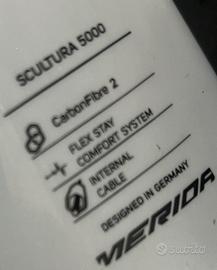 SCULTURA 5000
CarbonFibre 2
FLEX STAY
COMFORT SYSTEM
INTERNAL
CABLE
DESIGNED IN GERMANY
MERIDA
subito